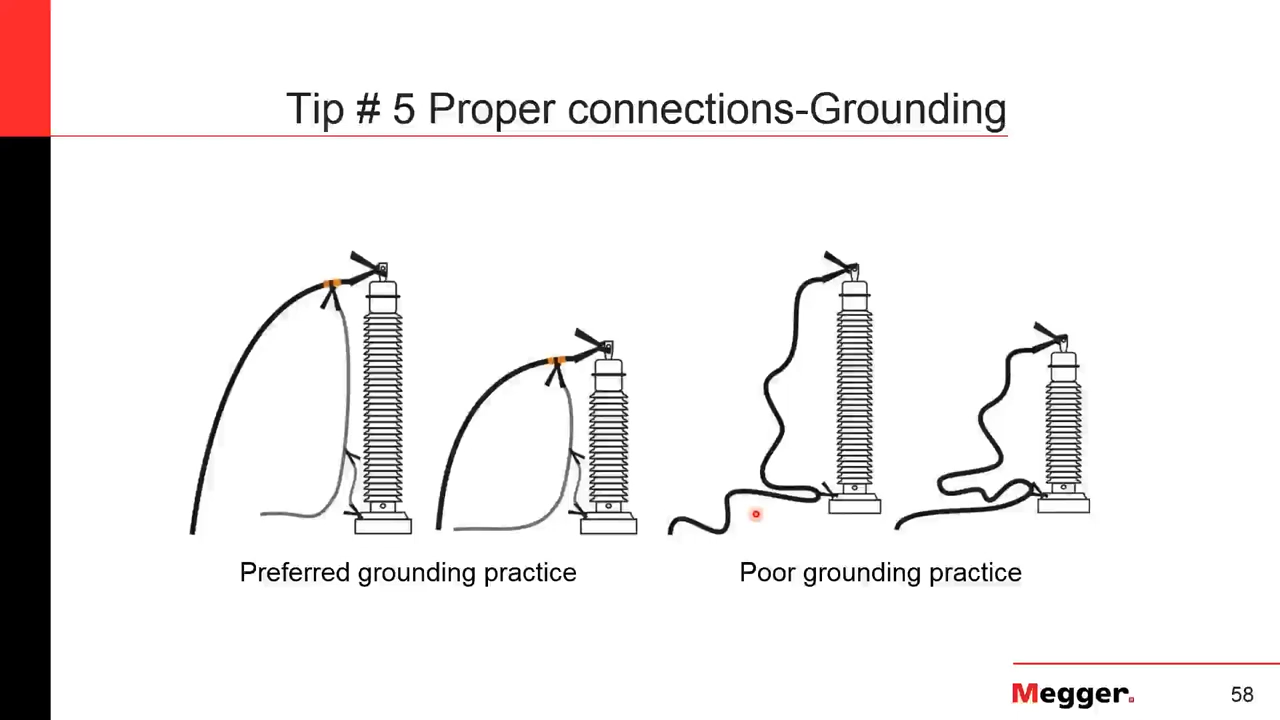 Tip # 5 Proper connections-Grounding
Preferred grounding practice
Poor grounding practice
Megger.
58